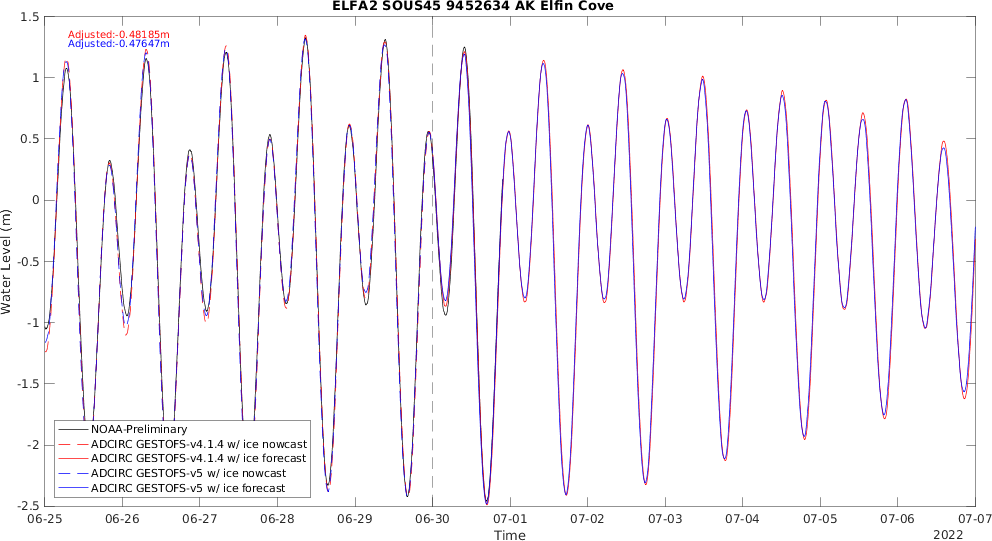 ELFA2 SOUS45 9452634 AK Elfin Cove
Adjusted:-0.48185m
Adjusted:-0.47647m
1.5
1
0.5
0
-0.5
-1
-1.5
-2
-2.5
Water Level (m)
NOAA-Preliminary
ADCIRC GESTOFS-v4.1.4 w/ ice nowcast
ADCIRC GESTOFS-v4.1.4 w/ ice forecast
ADCIRC GESTOFS-v5 w/ ice nowcast
ADCIRC GESTOFS-v5 w/ ice forecast
06-25 06-26 06-27 06-28 06-29 06-30 07-01 07-02 07-03 07-04 07-05 07-06 07-07
Time
2022